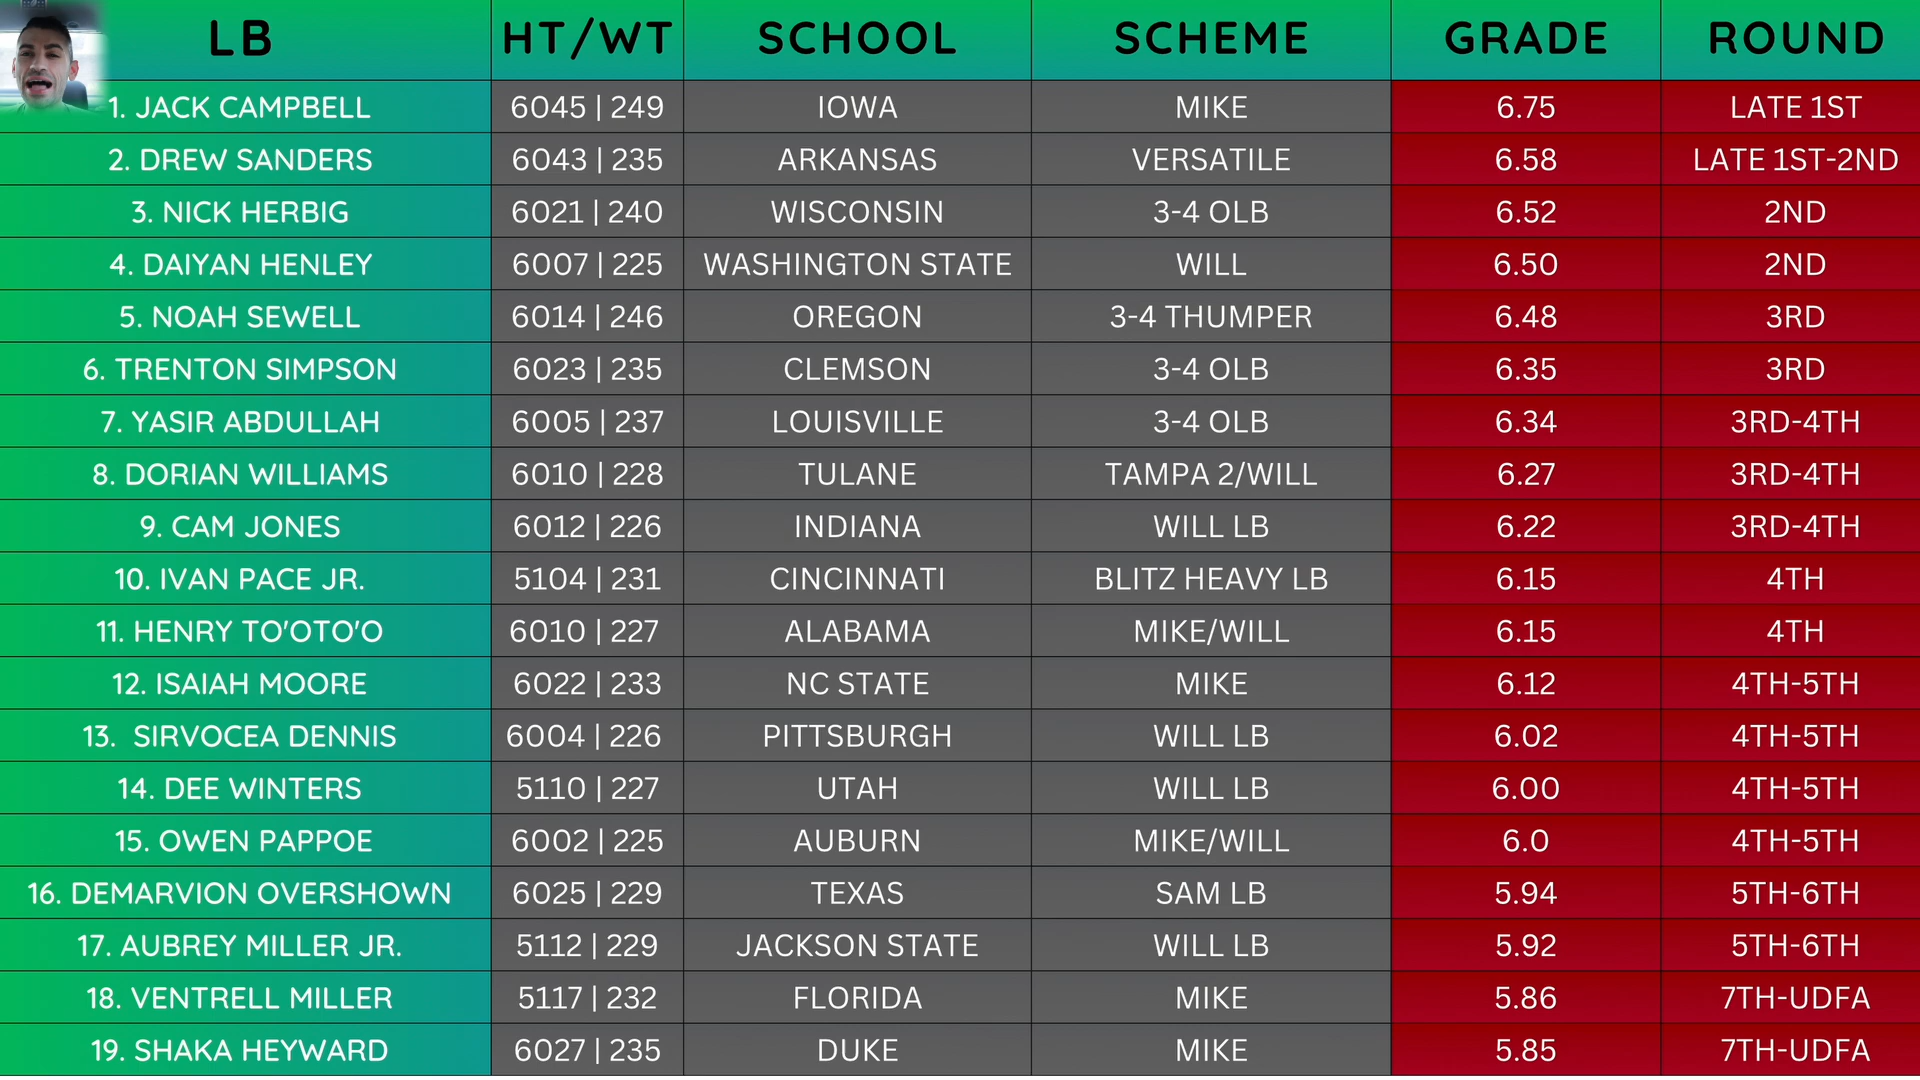 LB HT/WT SCHOOL SCHEME GRADE ROUND
1. JACK CAMPBELL 6045 | 249 IOWA MIKE 6.75 LATE 1ST
2. DREW SANDERS 6043 | 235 ARKANSAS VERSATILE 6.58 LATE 1ST-2ND
3. NICK HERBIG 6021 | 240 WISCONSIN 3-4 OLB 6.52 2ND
4. DAIYAN HENLEY 6007 | 225 WASHINGTON STATE WILL 6.50 2ND
5. NOAH SEWELL 6014 | 246 OREGON 3-4 THUMPER 6.48 3RD
6. TRENTON SIMPSON 6023 | 235 CLEMSON 3-4 OLB 6.35 3RD
7. YASIR ABDULLAH 6005 | 237 LOUISVILLE 3-4 OLB 6.34 3RD-4TH
8. DORIAN WILLIAMS 6010 | 228 TULANE TAMPA 2/WILL 6.27 3RD-4TH
9. CAM JONES 6012 | 226 INDIANA WILL LB 6.22 3RD-4TH
10. IVAN PACE JR. 5104 | 231 CINCINNATI BLITZ HEAVY LB 6.15 4TH
11. HENRY TO'OTO'O 6010 | 227 ALABAMA MIKE/WILL 6.15 4TH
12. ISAIAH MOORE 6022 | 233 NC STATE MIKE 6.12 4TH-5TH
13. SIRVOCEA DENNIS 6004 | 226 PITTSBURGH WILL LB 6.02 4TH-5TH
14. DEE WINTERS 5110 | 227 UTAH WILL LB 6.00 4TH-5TH
15. OWEN PAPPOE 6002 | 225 AUBURN MIKE/WILL 6.0 4TH-5TH
16. DEMARVION OVERSHOWN 6025 | 229 TEXAS SAM LB 5.94 5TH-6TH
17. AUBREY MILLER JR. 5112 | 229 JACKSON STATE WILL LB 5.92 5TH-6TH
18. VENTRELL MILLER 5117 | 232 FLORIDA MIKE 5.86 7TH-UDFA
19. SHAKA HEYWARD 6027 | 235 DUKE MIKE 5.85 7TH-UDFA